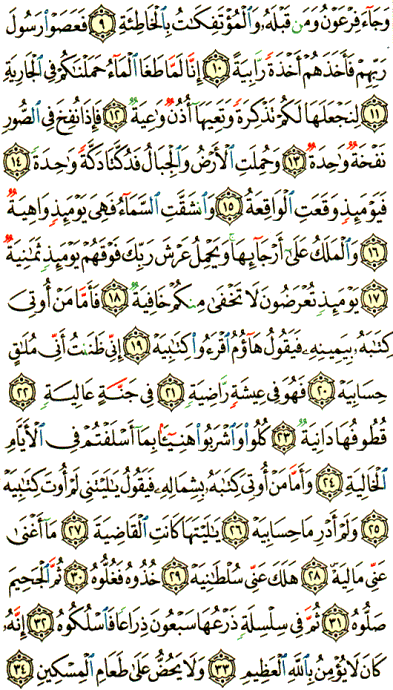 وَجَآءَ فِرْعَوْنُ وَمَن قَبْلَهُۥ وَٱلْمُؤْتَفِكَٰتُ بِٱلْخَاطِئَةِ ٩ فَعَصَوْا۟ رَسُولَ
رَبِّهِمْ فَأَخَذَهُمْ أَخْذَةً رَّابِيَةً ١٠ إِنَّا لَمَّا طَغَا ٱلْمَآءُ حَمَلْنَٰكُمْ فِى ٱلْجَارِيَةِ
١١ لِنَجْعَلَهَا لَكُمْ تَذْكِرَةً وَتَعِيَهَآ أُذُنٌ وَٰعِيَةٌ ١٢ فَإِذَا نُفِخَ فِى ٱلصُّورِ
نَفْخَةٌ وَٰحِدَةٌ ١٣ وَحُمِلَتِ ٱلْأَرْضُ وَٱلْجِبَالُ فَدُكَّتَا دَكَّةً وَٰحِدَةً ١٤
فَيَوْمَئِذٍ وَقَعَتِ ٱلْوَاقِعَةُ ١٥ وَٱنشَقَّتِ ٱلسَّمَآءُ فَهِىَ يَوْمَئِذٍ وَاهِيَةٌ
١٦ وَٱلْمَلَكُ عَلَىٰٓ أَرْجَآئِهَا وَيَحْمِلُ عَرْشَ رَبِّكَ فَوْقَهُمْ يَوْمَئِذٍ ثَمَٰنِيَةٌ
١٧ يَوْمَئِذٍ تُعْرَضُونَ لَا تَخْفَىٰ مِنكُمْ خَافِيَةٌ ١٨ فَأَمَّا مَنْ أُوتِىَ
كِتَٰبَهُۥ بِيَمِينِهِۦ فَيَقُولُ هَآؤُمُ ٱقْرَءُوا۟ كِتَٰبِيَهْ ١٩ إِنِّى ظَنَنتُ أَنِّى مُلَٰقٍ
حِسَابِيَهْ ٢٠ فَهُوَ فِى عِيشَةٍ رَّاضِيَةٍ ٢١ فِى جَنَّةٍ عَالِيَةٍ ٢٢
قُطُوفُهَا دَانِيَةٌ ٢٣ كُلُوا۟ وَٱشْرَبُوا۟ هَنِيٓـًٔۢا بِمَآ أَسْلَفْتُمْ فِى ٱلْأَيَّامِ
ٱلْخَالِيَةِ ٢٤ وَأَمَّا مَنْ أُوتِىَ كِتَٰبَهُۥ بِشِمَالِهِۦ فَيَقُولُ يَٰلَيْتَنِى لَمْ أُوتَ كِتَٰبِيَهْ
٢٥ وَلَمْ أَدْرِ مَا حِسَابِيَهْ ٢٦ يَٰلَيْتَهَا كَانَتِ ٱلْقَاضِيَةَ ٢٧ مَآ أَغْنَىٰ
عَنِّى مَالِيَهْ ٢٨ هَلَكَ عَنِّى سُلْطَٰنِيَهْ ٢٩ خُذُوهُ فَغُلُّوهُ ٣٠ ثُمَّ ٱلْجَحِيمَ
صَلُّوهُ ٣١ ثُمَّ فِى سِلْسِلَةٍ ذَرْعُهَا سَبْعُونَ ذِرَاعًا فَٱسْلُكُوهُ ٣٢ إِنَّهُۥ
كَانَ لَا يُؤْمِنُ بِٱللَّهِ ٱلْعَظِيمِ ٣٣ وَلَا يَحُضُّ عَلَىٰ طَعَامِ ٱلْمِسْكِينِ ٣٤